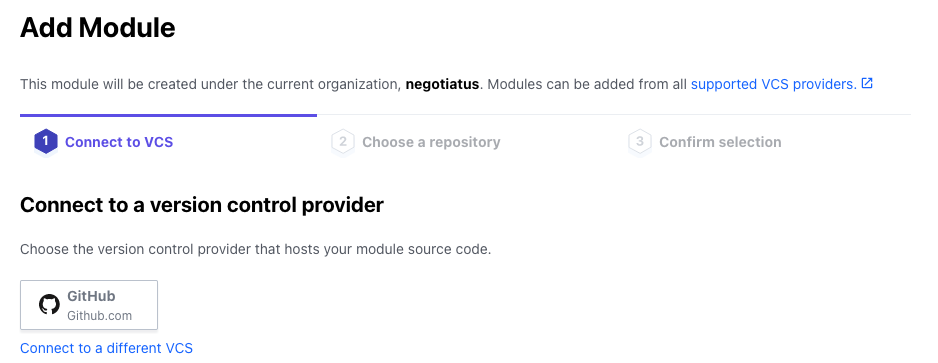 Add Module
This module will be created under the current organization, negotiatus. Modules can be added from all supported VCS providers.
1 Connect to VCS 2 Choose a repository 3 Confirm selection
Connect to a version control provider
Choose the version control provider that hosts your module source code.
GitHub
Github.com
Connect to a different VCS